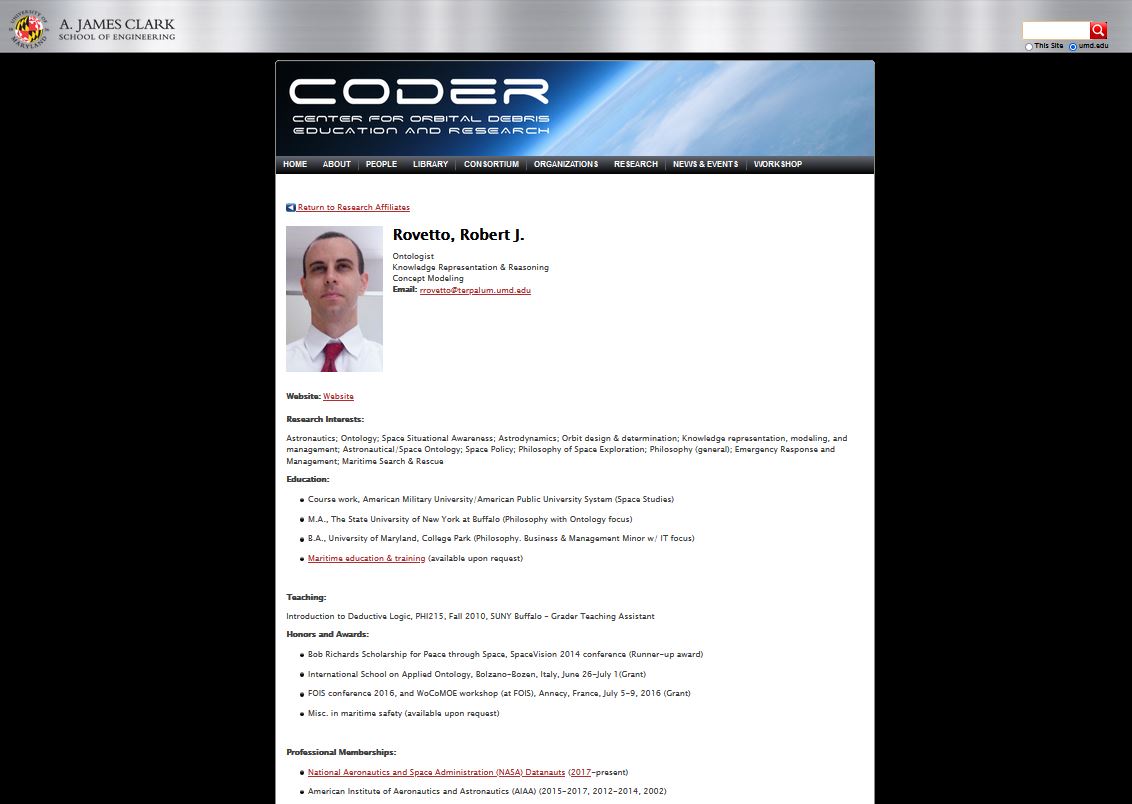 UNIVERSITY OF MARYLAND
A. JAMES CLARK
SCHOOL OF ENGINEERING
This Site umd.edu
CODER
CENTER FOR ORBITAL DEBRIS
EDUCATION AND RESEARCH
HOME ABOUT PEOPLE LIBRARY CONSORTIUM ORGANIZATIONS RESEARCH NEWS & EVENTS WORKSHOP
Return to Research Affiliates
Rovetto, Robert J.
Ontologist
Knowledge Representation & Reasoning
Concept Modeling
Email: rrovetto@terpalum.umd.edu
Website: Website
Research Interests:
Astronautics; Ontology; Space Situational Awareness; Astrodynamics; Orbit design & determination; Knowledge representation, modeling, and
management; Astronautical/Space Ontology; Space Policy; Philosophy of Space Exploration; Philosophy (general); Emergency Response and
Management; Maritime Search & Rescue
Education:
Course work, American Military University/American Public University System (Space Studies)
M.A., The State University of New York at Buffalo (Philosophy with Ontology focus)
B.A., University of Maryland, College Park (Philosophy. Business & Management Minor w/ IT focus)
Maritime education & training (available upon request)
Teaching:
Introduction to Deductive Logic, PHI215, Fall 2010, SUNY Buffalo - Grader Teaching Assistant
Honors and Awards:
Bob Richards Scholarship for Peace through Space, SpaceVision 2014 conference (Runner-up award)
International School on Applied Ontology, Bolzano-Bozen, Italy, June 26-July 1(Grant)
FOIS conference 2016, and WoCoMOE workshop (at FOIS), Annecy, France, July 5-9, 2016 (Grant)
Misc. in maritime safety (available upon request)
Professional Memberships:
National Aeronautics and Space Administration (NASA) Datanauts (2017-present)
American Institute of Aeronautics and Astronautics (AIAA) (2015-2017, 2012-2014, 2002)